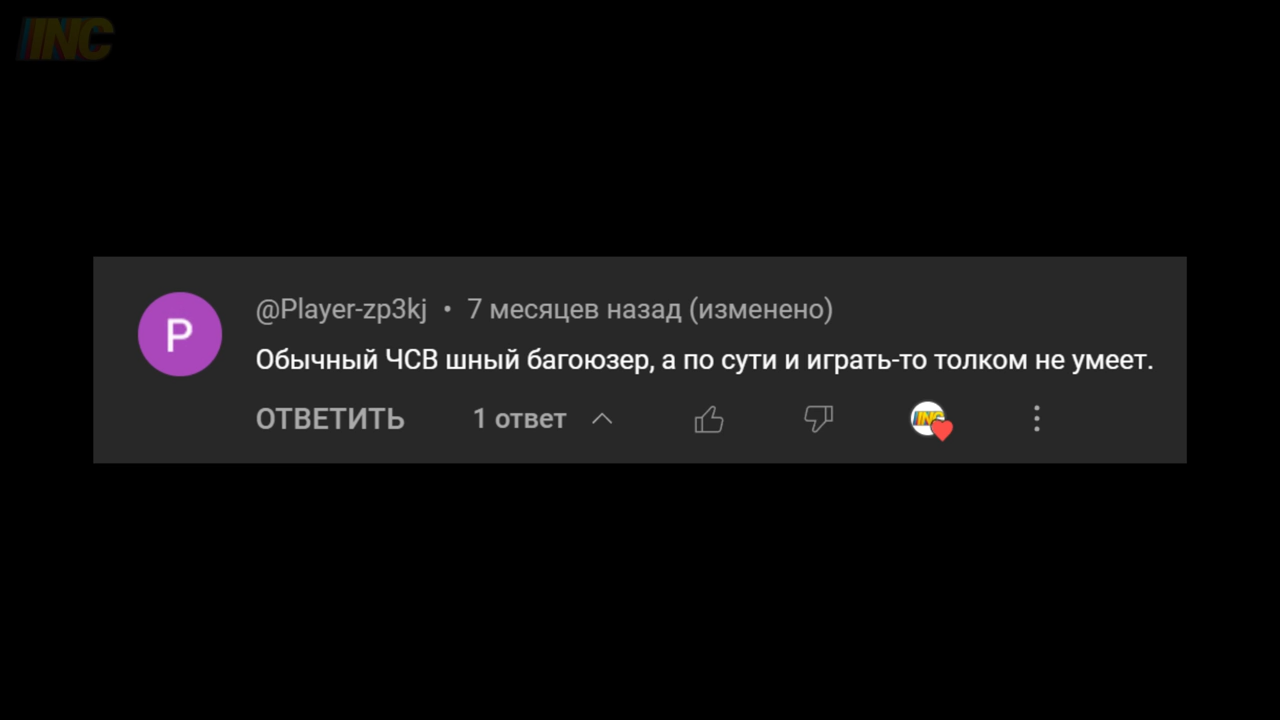 INC
P
@Player-zp3kj • 7 месяцев назад (изменено)
Обычный ЧСВ шный багоюзер, а по сути и играть-то толком не умеет.
ОТВЕТИТЬ 1 ответ
INC